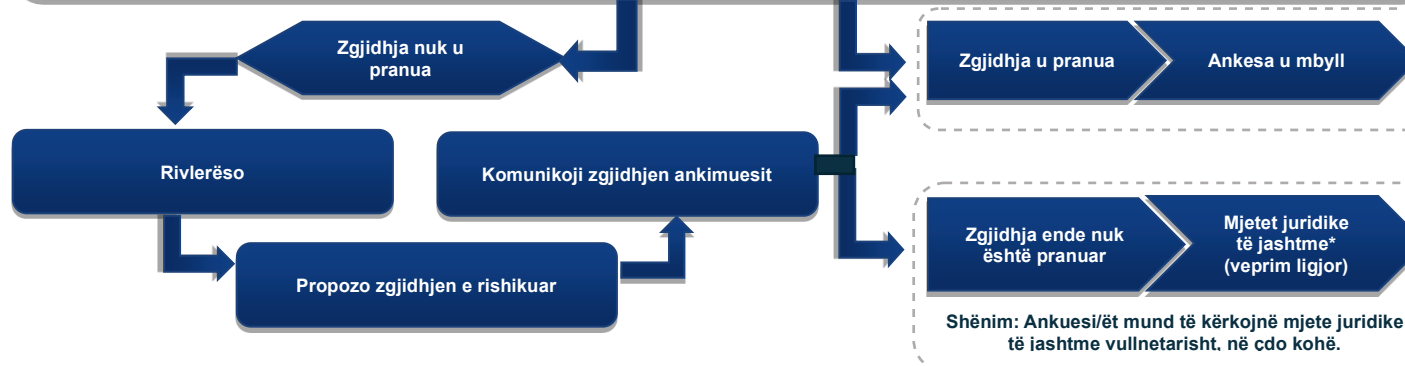 Zgjidhja nuk u
pranua
Zgjidhja u pranua
Ankesa u mbyll
Rivlerëso
Komunikoji zgjidhjen ankimuesit
Propozo zgjidhjen e rishikuar
Zgjidhja ende nuk
është pranuar
Mjetet juridike
të jashtme*
(veprim ligjor)
Shënim: Ankuesi/ët mund të kërkojnë mjete juridike
të jashtme vullnetarisht, në çdo kohë.